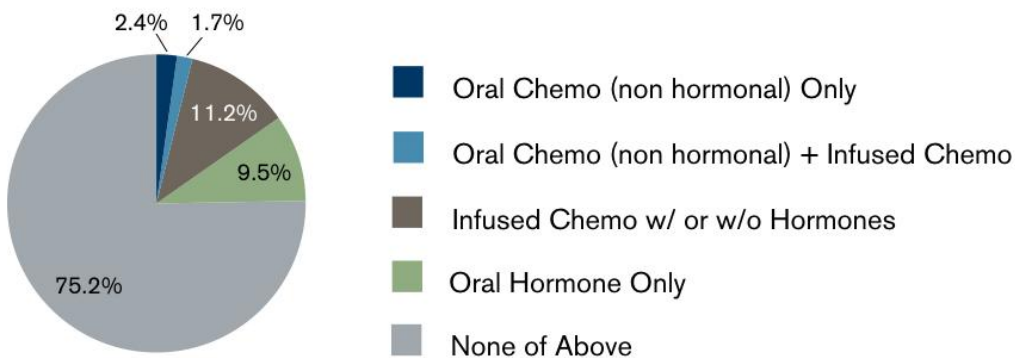 2.4% 1.7%
11.2%
9.5%
75.2%
Oral Chemo (non hormonal) Only
Oral Chemo (non hormonal) + Infused Chemo
Infused Chemo w/ or w/o Hormones
Oral Hormone Only
None of Above